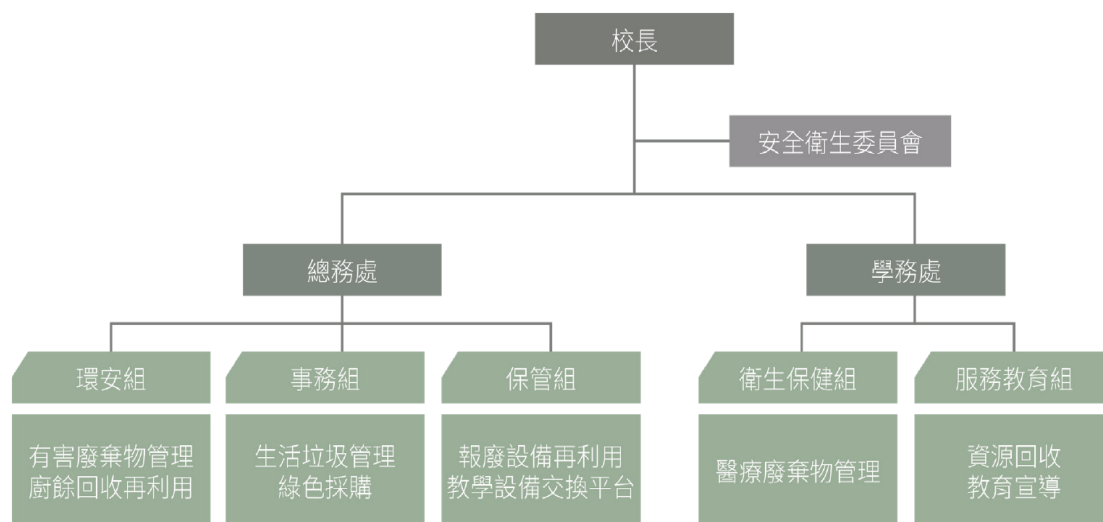 校長
安全衛生委員會
總務處
學務處
環安組
事務組
保管組
衛生保健組
服務教育組
有害廢棄物管理
廚餘回收再利用
生活垃圾管理
綠色採購
報廢設備再利用
教學設備交換平台
醫療廢棄物管理
資源回收
教育宣導